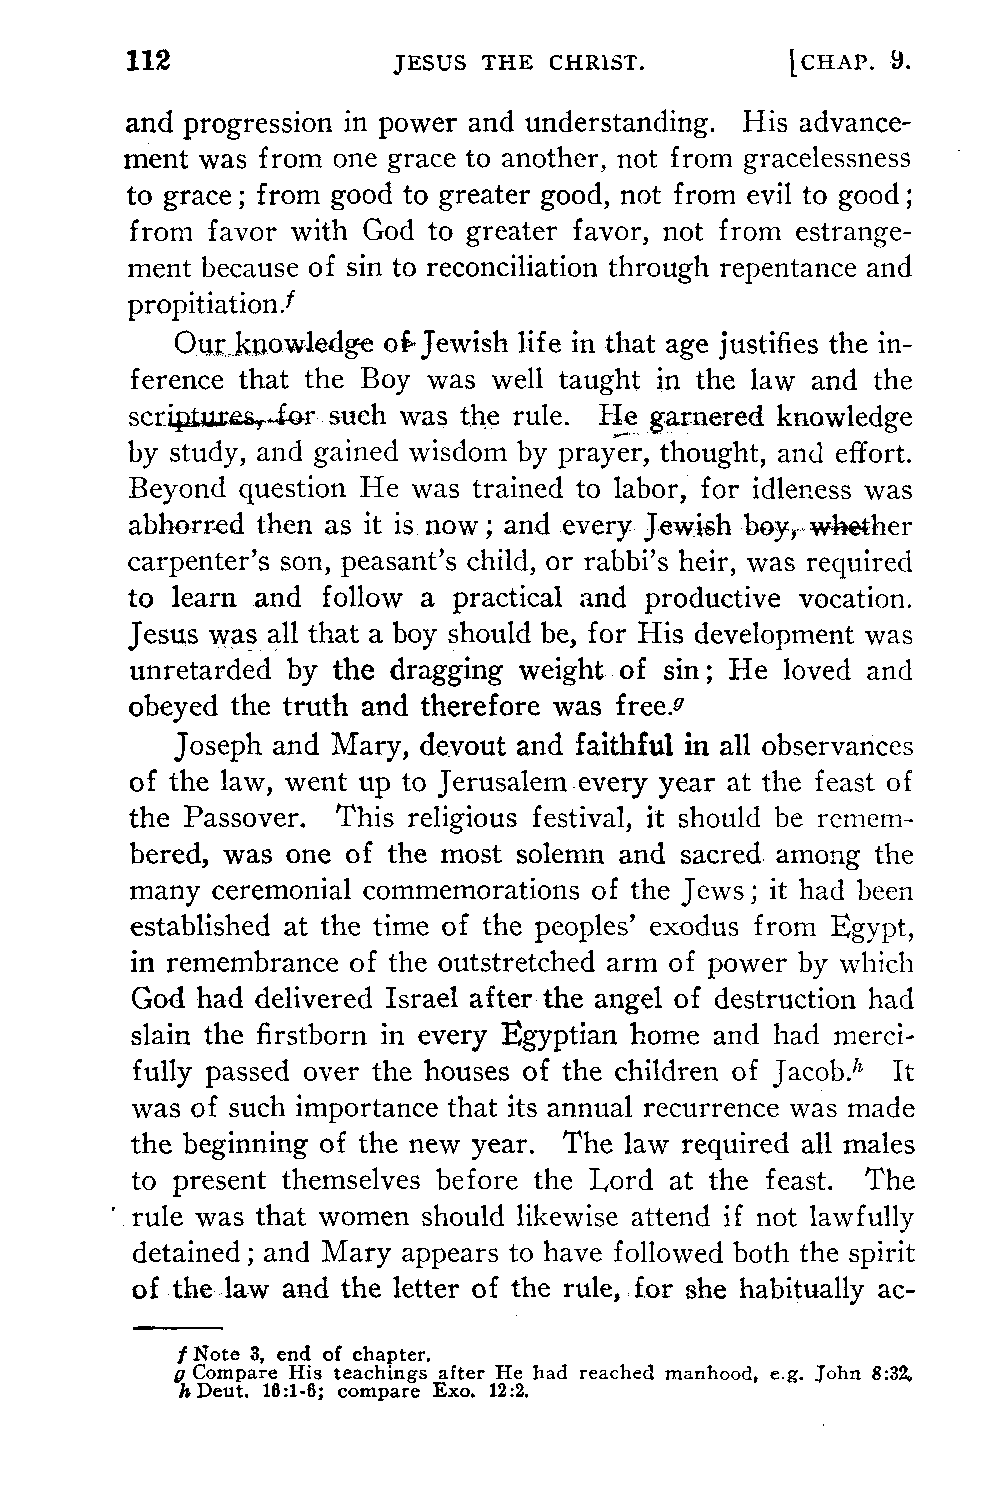 112 JESUS THE CHRIST. [CHAP. 9.
and progression in power and understanding. His advance-
ment was from one grace to another, not from gracelessness
to grace; from good to greater good, not from evil to good;
from favor with God to greater favor, not from estrange-
ment because of sin to reconciliation through repentance and
propitiation.f
Our knowledge of Jewish life in that age justifies the in-
ference that the Boy was well taught in the law and the
scriptures, for such was the rule. He garnered knowledge
by study, and gained wisdom by prayer, thought, and effort.
Beyond question He was trained to labor, for idleness was
abhorred then as it is now; and every Jewish boy, whether
carpenter's son, peasant's child, or rabbi's heir, was required
to learn and follow a practical and productive vocation.
Jesus was all that a boy should be, for His development was
unretarded by the dragging weight of sin; He loved and
obeyed the truth and therefore was free.g
Joseph and Mary, devout and faithful in all observances
of the law, went up to Jerusalem every year at the feast of
the Passover. This religious festival, it should be remem-
bered, was one of the most solemn and sacred among the
many ceremonial commemorations of the Jews; it had been
established at the time of the peoples' exodus from Egypt,
in remembrance of the outstretched arm of power by which
God had delivered Israel after the angel of destruction had
slain the firstborn in every Egyptian home and had merci-
fully passed over the houses of the children of Jacob.h It
was of such importance that its annual recurrence was made
the beginning of the new year. The law required all males
to present themselves before the Lord at the feast. The
rule was that women should likewise attend if not lawfully
detained; and Mary appears to have followed both the spirit
of the law and the letter of the rule, for she habitually ac-
f Note 3, end of chapter.
g Compare His teachings after He had reached manhood, e.g. John 8:32.
h Deut. 16:1-6; compare Exo. 12:2.